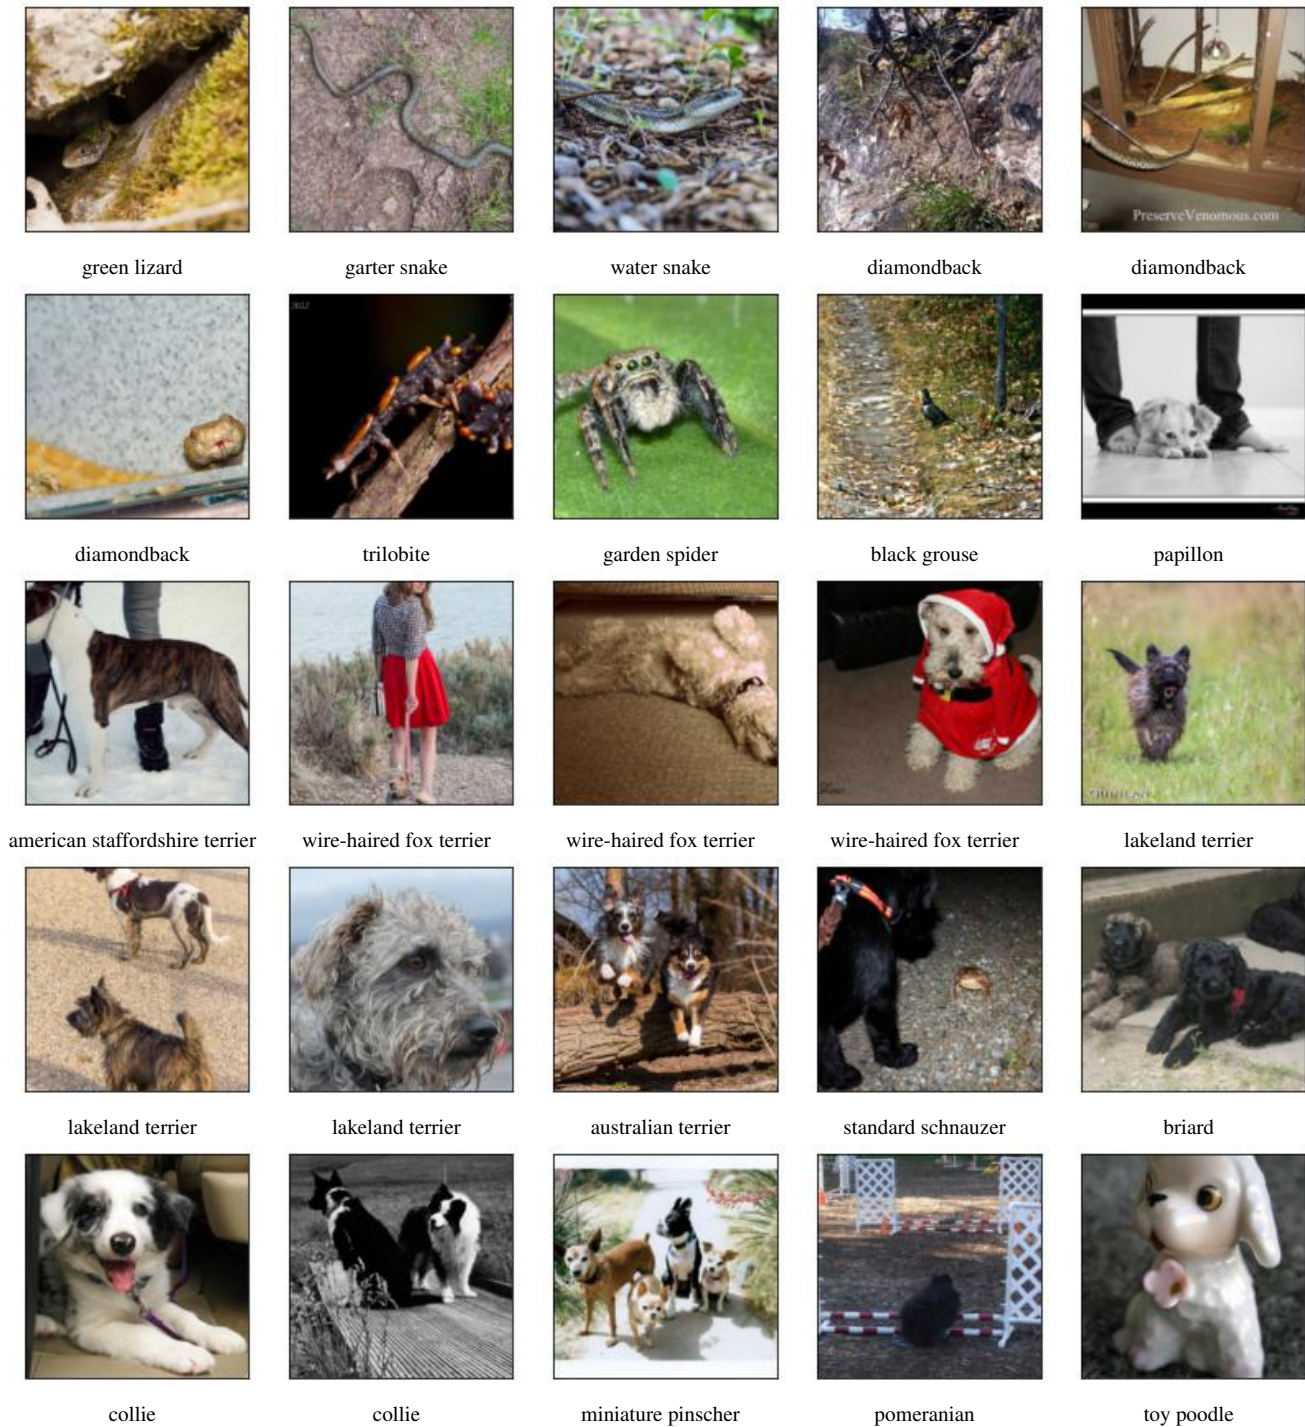 green lizard
garter snake
water snake
diamondback
PreserveVenomous.com
diamondback
diamondback
trilobite
garden spider
black grouse
papillon
american staffordshire terrier
wire-haired fox terrier
wire-haired fox terrier
wire-haired fox terrier
lakeland terrier
lakeland terrier
lakeland terrier
australian terrier
standard schnauzer
briard
collie
collie
miniature pinscher
pomeranian
toy poodle